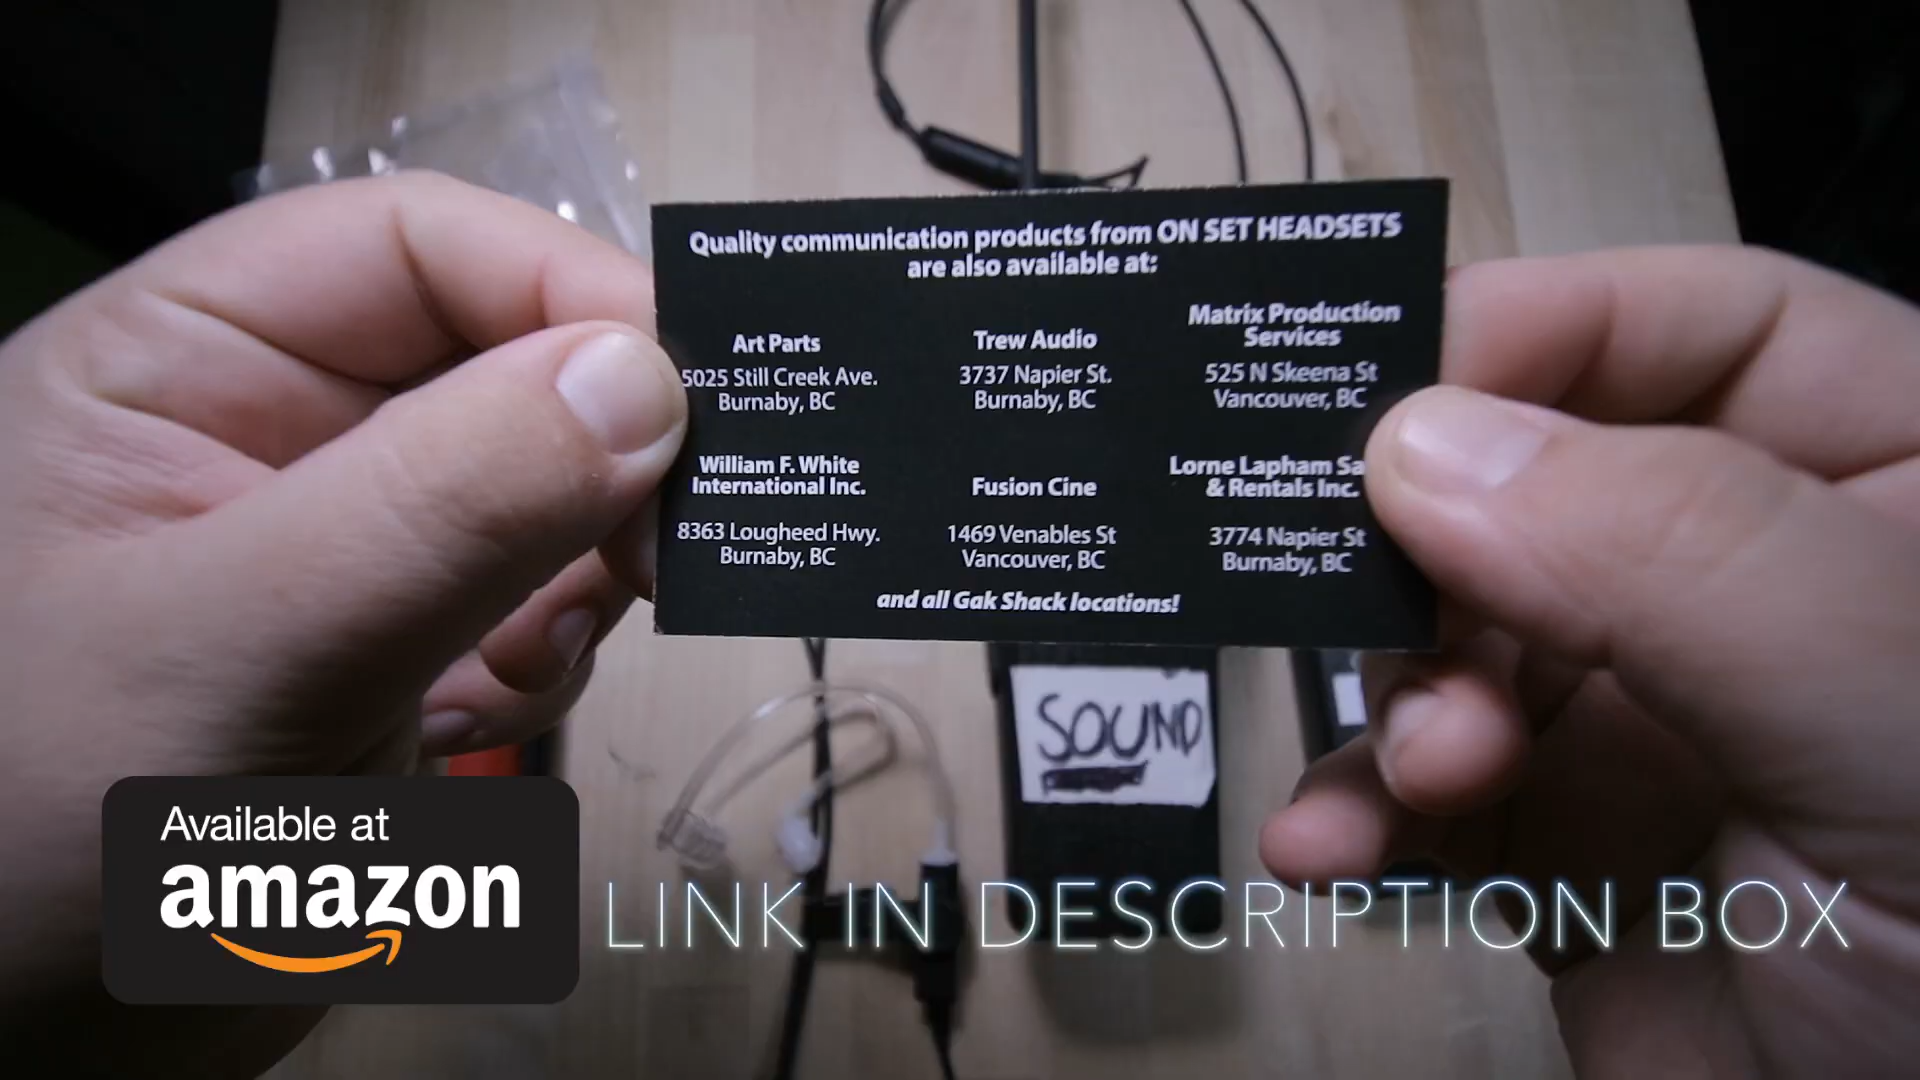 Quality communication products from ON SET HEADSETS
are also available at:
Art Parts
5025 Still Creek Ave.
Burnaby, BC
Trew Audio
3737 Napier St.
Burnaby, BC
Matrix Production
Services
525 N Skeena St
Vancouver, BC
William F. White
International Inc.
8363 Lougheed Hwy.
Burnaby, BC
Fusion Cine
1469 Venables St
Vancouver, BC
Lorne Lapham
& Rentals Inc.
3774 Napier St
Burnaby, BC
and all Gak Shack locations!
SOUND
Available at
amazon
LINK IN DESCRIPTION BOX